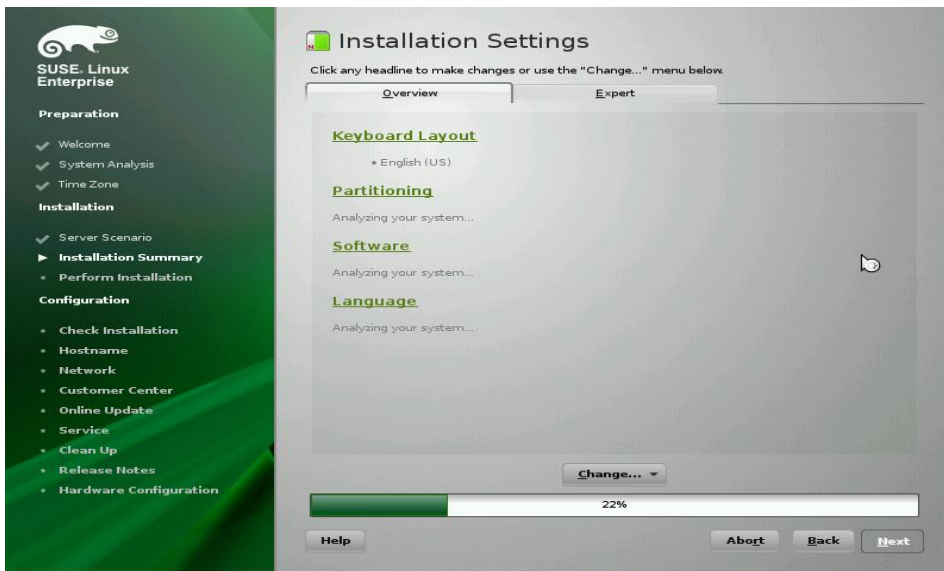 SUSE. Linux
Enterprise
Preparation
Welcome
System Analysis
Time Zone
Installation
Server Scenario
Installation Summary
Perform Installation
Configuration
Check Installation
Hostname
Network
Customer Center
Online Update
Service
Clean Up
Release Notes
Hardware Configuration
Installation Settings
Click any headline to make changes or use the "Change..." menu below.
Overview
Expert
Keyboard Layout
• English (US)
Partitioning
Analyzing your system...
Software
Analyzing your system...
Language
Analyzing your system...
Change...
22%
Help
Abort
Back
Next